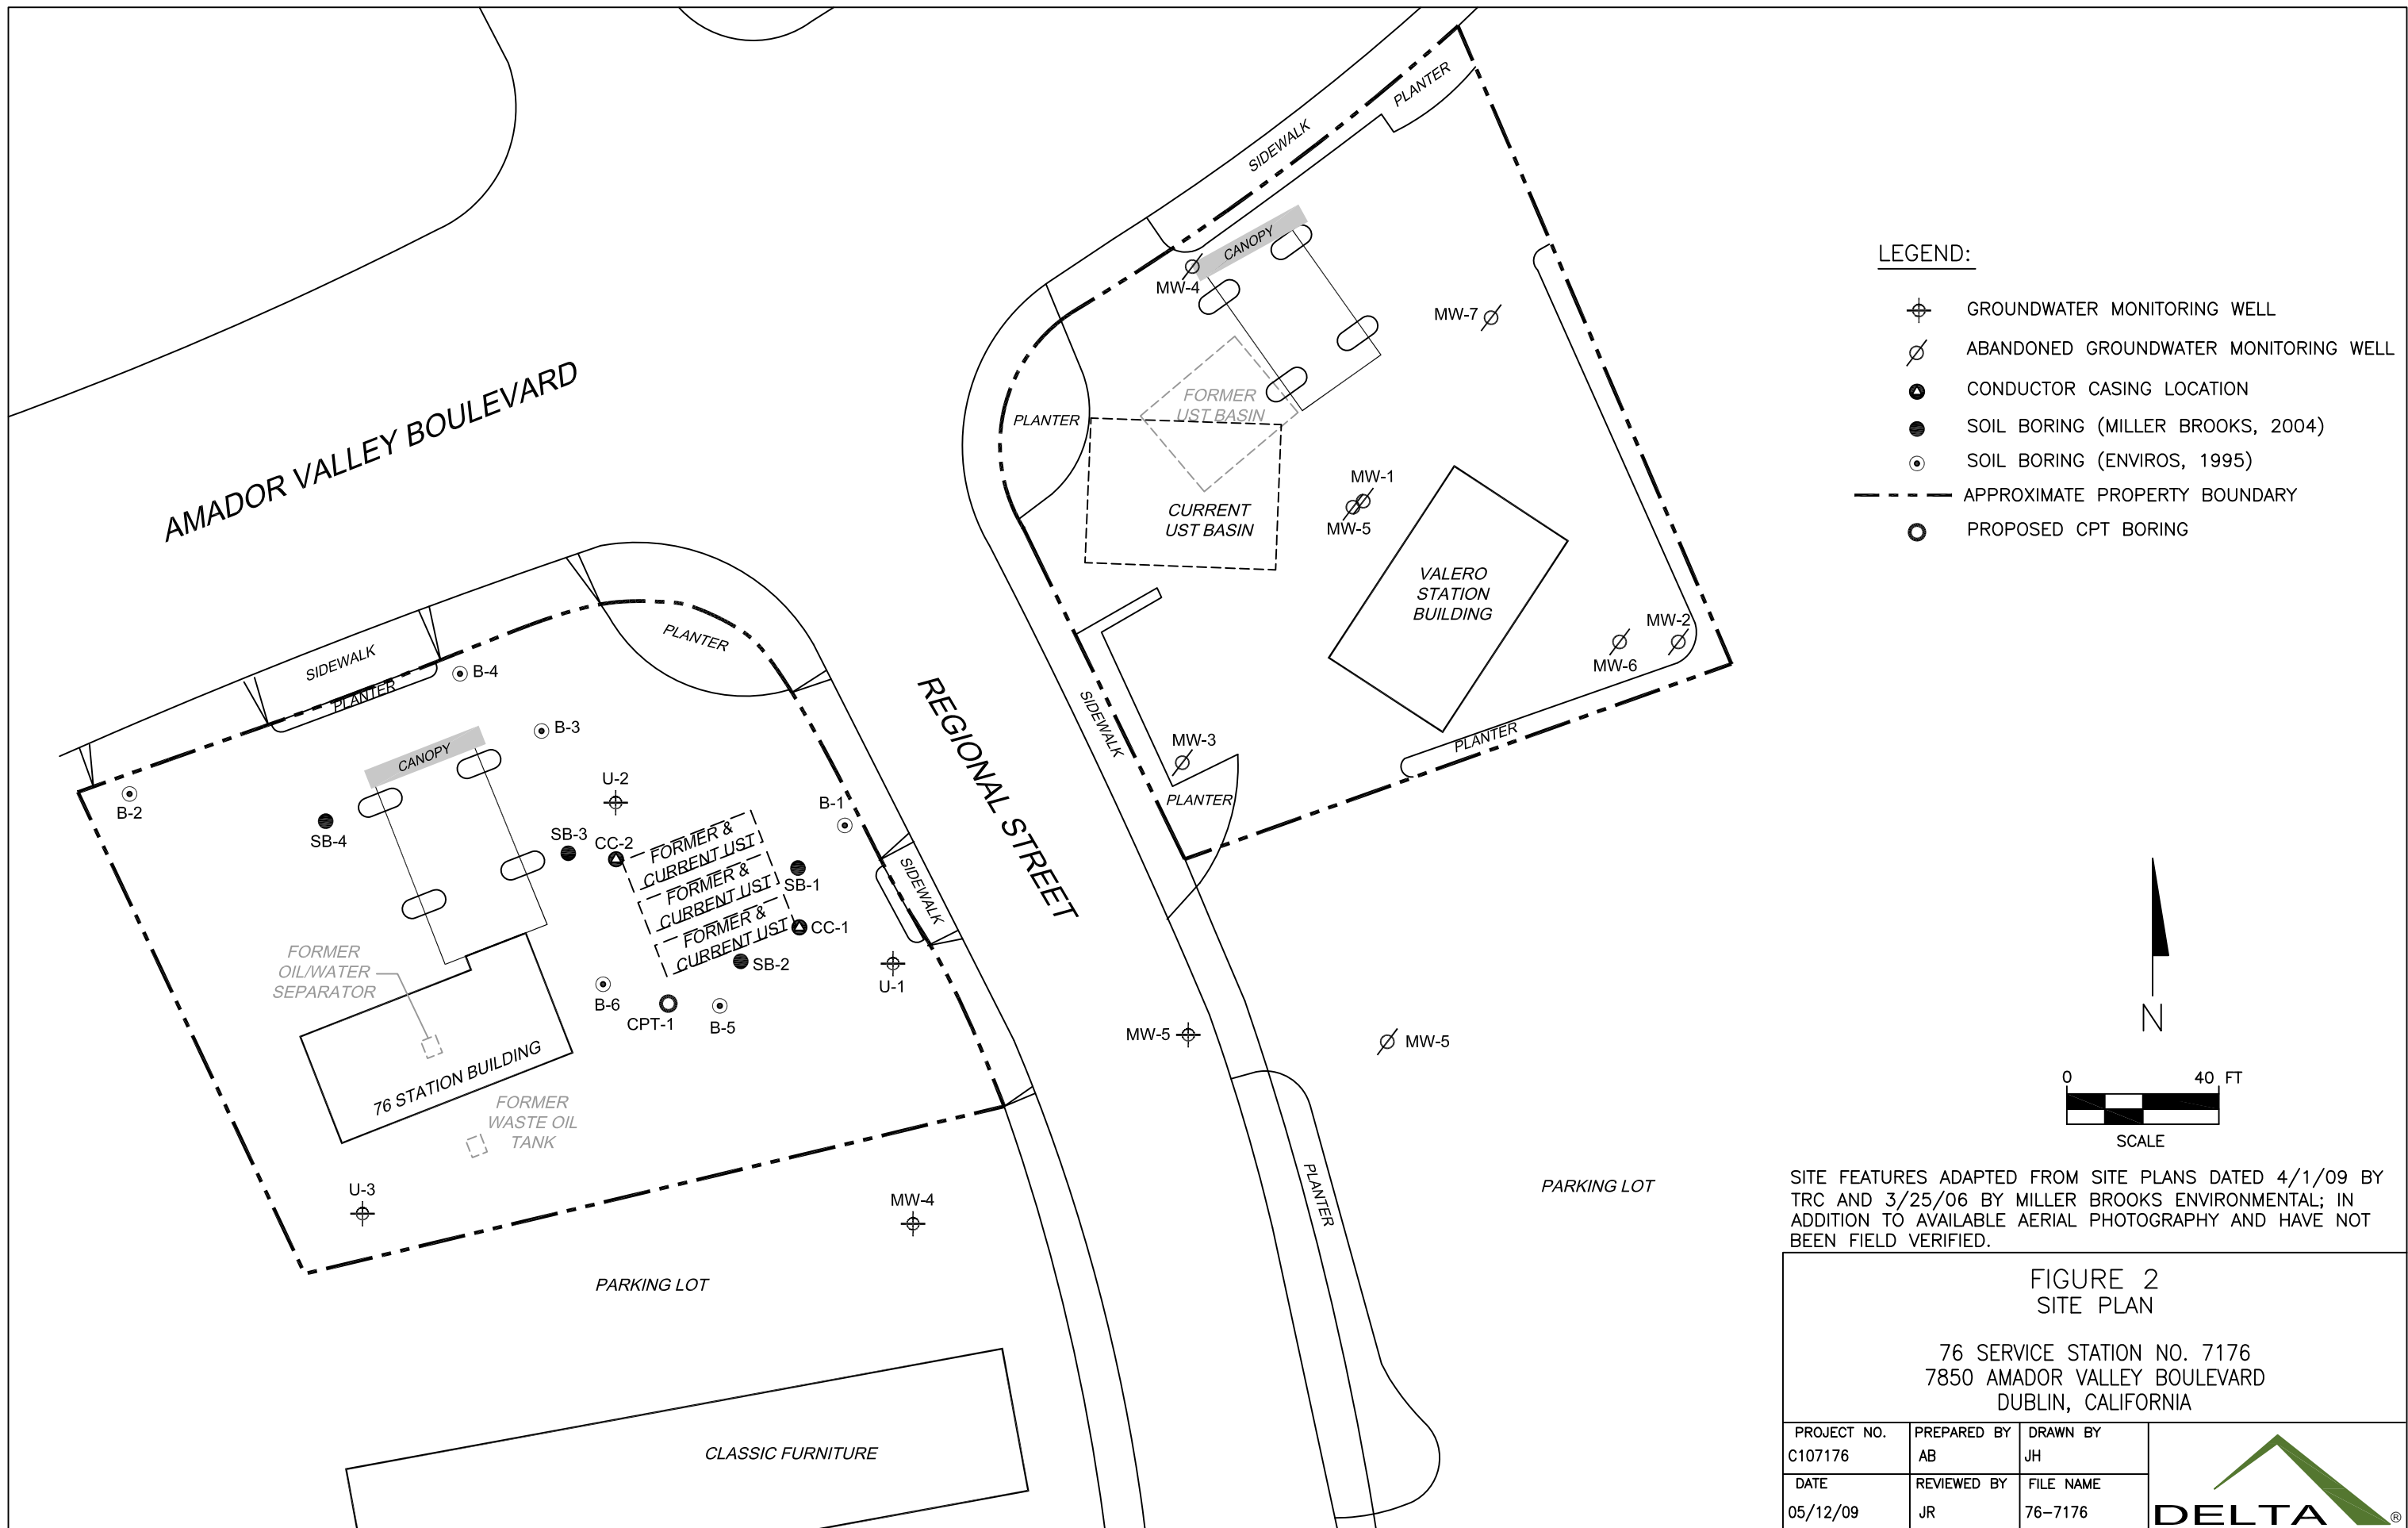 PLANTER
SIDEWALK
CANOPY
MW-4
MW-7
FORMER
UST BASIN
PLANTER
CURRENT
UST BASIN
MW-1
MW-5
VALERO
STATION
BUILDING
MW-2
MW-6
SIDEWALK
PLANTER
MW-3
PLANTER
LEGEND:
GROUNDWATER MONITORING WELL
ABANDONED GROUNDWATER MONITORING WELL
CONDUCTOR CASING LOCATION
SOIL BORING (MILLER BROOKS, 2004)
SOIL BORING (ENVIROS, 1995)
APPROXIMATE PROPERTY BOUNDARY
PROPOSED CPT BORING
AMADOR VALLEY BOULEVARD
REGIONAL STREET
SIDEWALK
PLANTER
PLANTER
B-4
B-3
CANOPY
U-2
B-2
SB-4
SB-3
CC-2
B-1
FORMER &
CURRENT UST
FORMER &
CURRENT UST
FORMER &
CURRENT UST
SB-1
CC-1
SB-2
SIDEWALK
U-1
FORMER
OIL/WATER
SEPARATOR
B-6
CPT-1
B-5
76 STATION BUILDING
FORMER
WASTE OIL
TANK
U-3
MW-4
MW-5
MW-5
PLANTER
PARKING LOT
PARKING LOT
CLASSIC FURNITURE
N
0 40 FT
SCALE
SITE FEATURES ADAPTED FROM SITE PLANS DATED 4/1/09 BY
TRC AND 3/25/06 BY MILLER BROOKS ENVIRONMENTAL; IN
ADDITION TO AVAILABLE AERIAL PHOTOGRAPHY AND HAVE NOT
BEEN FIELD VERIFIED.
FIGURE 2
SITE PLAN
76 SERVICE STATION NO. 7176
7850 AMADOR VALLEY BOULEVARD
DUBLIN, CALIFORNIA
PROJECT NO. PREPARED BY DRAWN BY
C107176 AB JH
DATE REVIEWED BY FILE NAME
05/12/09 JR 76-7176
DELTA ®